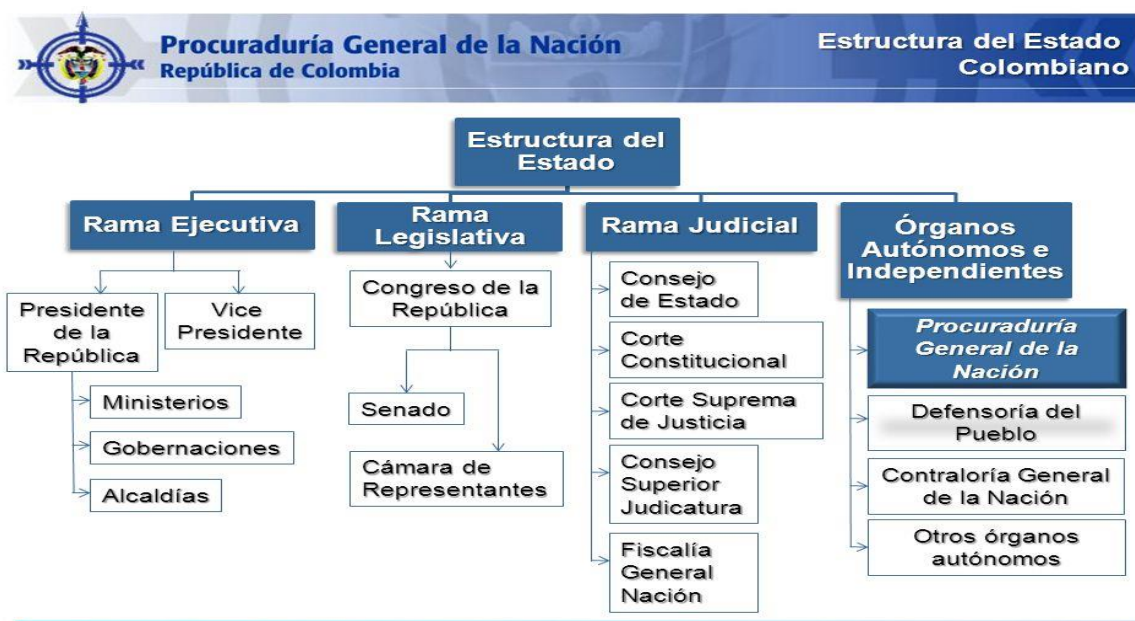 Procuraduría General de la Nación
República de Colombia
Estructura del Estado
Colombiano
Estructura del
Estado
Rama Ejecutiva
Presidente
de la
República
Vice
Presidente
Ministerios
Gobernaciones
Alcaldías
Rama
Legislativa
Congreso de la
República
Senado
Cámara de
Representantes
Rama Judicial
Consejo
de Estado
Corte
Constitucional
Corte Suprema
de Justicia
Consejo
Superior
Judicatura
Fiscalía
General
Nación
Órganos
Autónomos e
Independientes
Procuraduría
General de la
Nación
Defensoría del
Pueblo
Contraloría General
de la Nación
Otros órganos
autónomos